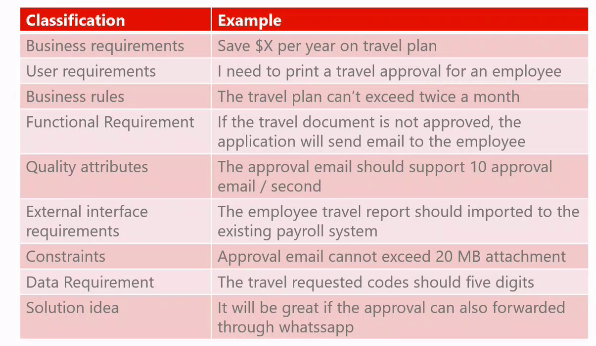 Classification Example
Business requirements Save $X per year on travel plan
User requirements I need to print a travel approval for an employee
Business rules The travel plan can't exceed twice a month
Functional Requirement If the travel document is not approved, the
application will send email to the employee
Quality attributes The approval email should support 10 approval
email / second
External interface The employee travel report should imported to the
requirements existing payroll system
Constraints Approval email cannot exceed 20 MB attachment
Data Requirement The travel requested codes should five digits
Solution idea It will be great if the approval can also forwarded
through whatssapp